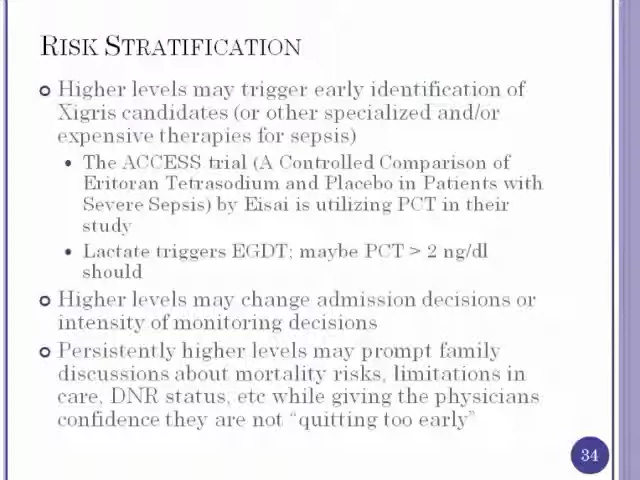 RISK STRATIFICATION
Higher levels may trigger early identification of
Xigris candidates (or other specialized and/or
expensive therapies for sepsis)
The ACCESS trial (A Controlled Comparison of
Eritoran Tetrasodium and Placebo in Patients with
Severe Sepsis) by Eisai is utilizing PCT in their
study
Lactate triggers EGDT; maybe PCT > 2 ng/dl
should
Higher levels may change admission decisions or
intensity of monitoring decisions
Persistently higher levels may prompt family
discussions about mortality risks, limitations in
care, DNR status, etc while giving the physicians
confidence they are not “quitting too early”
34